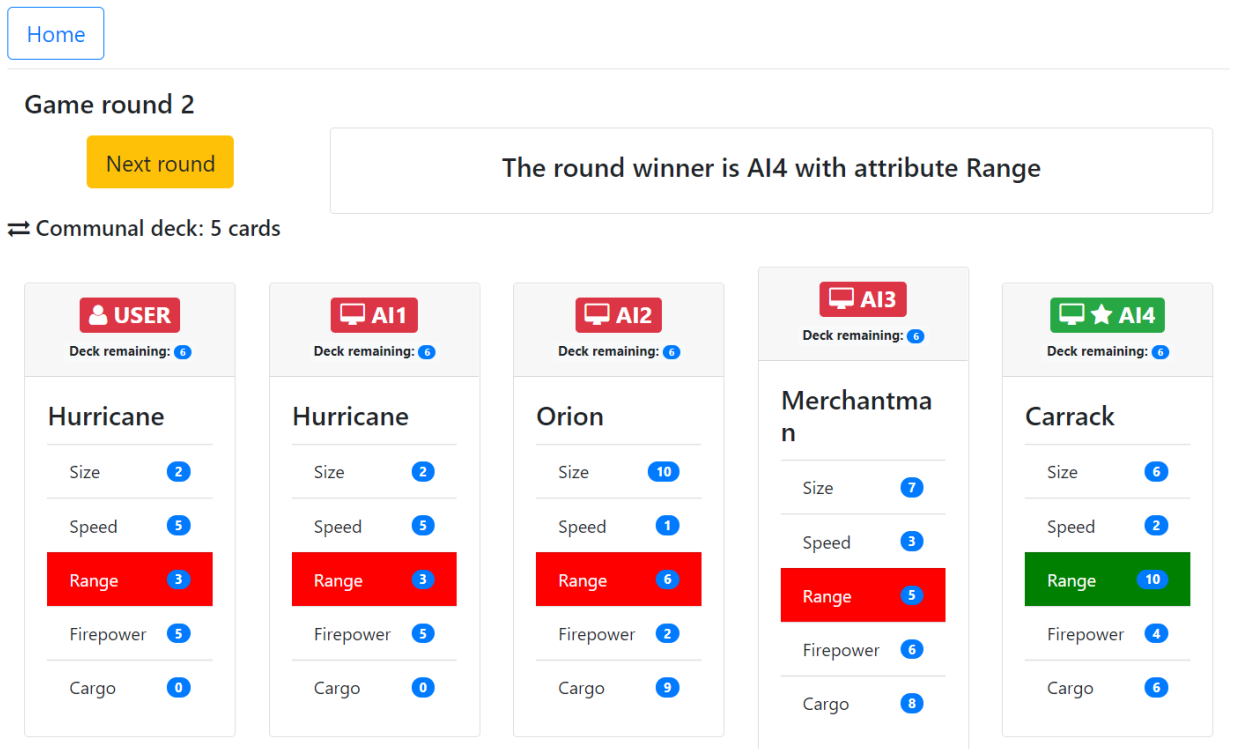 Home
Game round 2
Next round
The round winner is AI4 with attribute Range
Communal deck: 5 cards
USER
Deck remaining: 6
Hurricane
Size 2
Speed 5
Range 3
Firepower 5
Cargo 0
AI1
Deck remaining: 6
Hurricane
Size 2
Speed 5
Range 3
Firepower 5
Cargo 0
AI2
Deck remaining: 6
Orion
Size 10
Speed 1
Range 6
Firepower 2
Cargo 9
AI3
Deck remaining: 6
Merchantma
n
Size 7
Speed 3
Range 5
Firepower 6
Cargo 8
AI4
Deck remaining: 6
Carrack
Size 6
Speed 2
Range 10
Firepower 4
Cargo 6